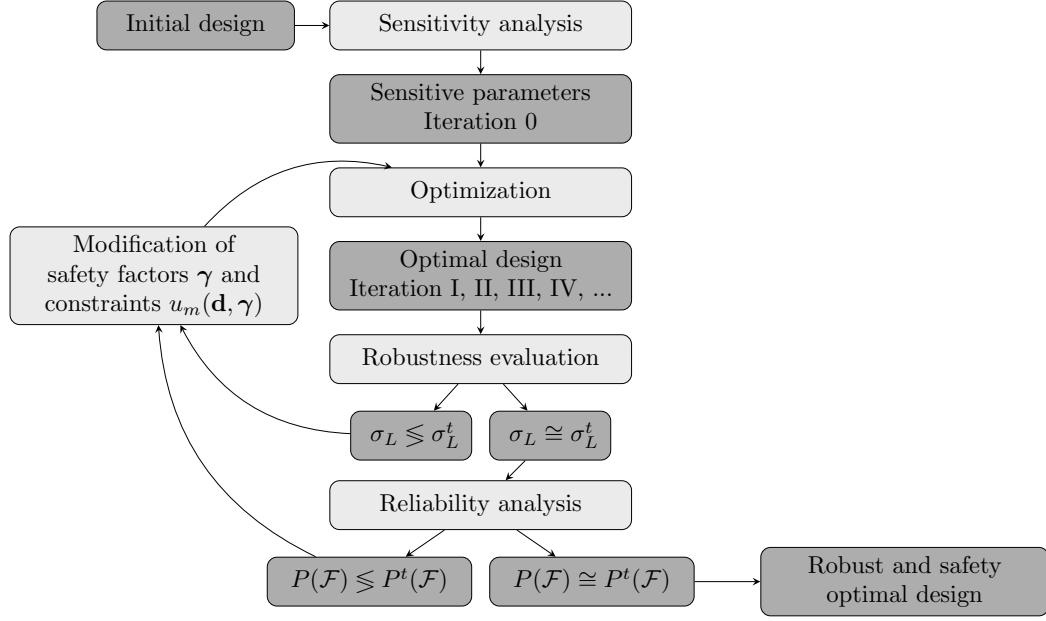 Initial design
Sensitivity analysis
Sensitive parameters
Iteration 0
Optimization
Modification of
safety factors γ and
constraints u_m(d, γ)
Optimal design
Iteration I, II, III, IV, ...
Robustness evaluation
σ_L ≶ σ_L^t
σ_L ≅ σ_L^t
Reliability analysis
P(ℱ) ≶ P^t(ℱ)
P(ℱ) ≅ P^t(ℱ)
Robust and safety
optimal design